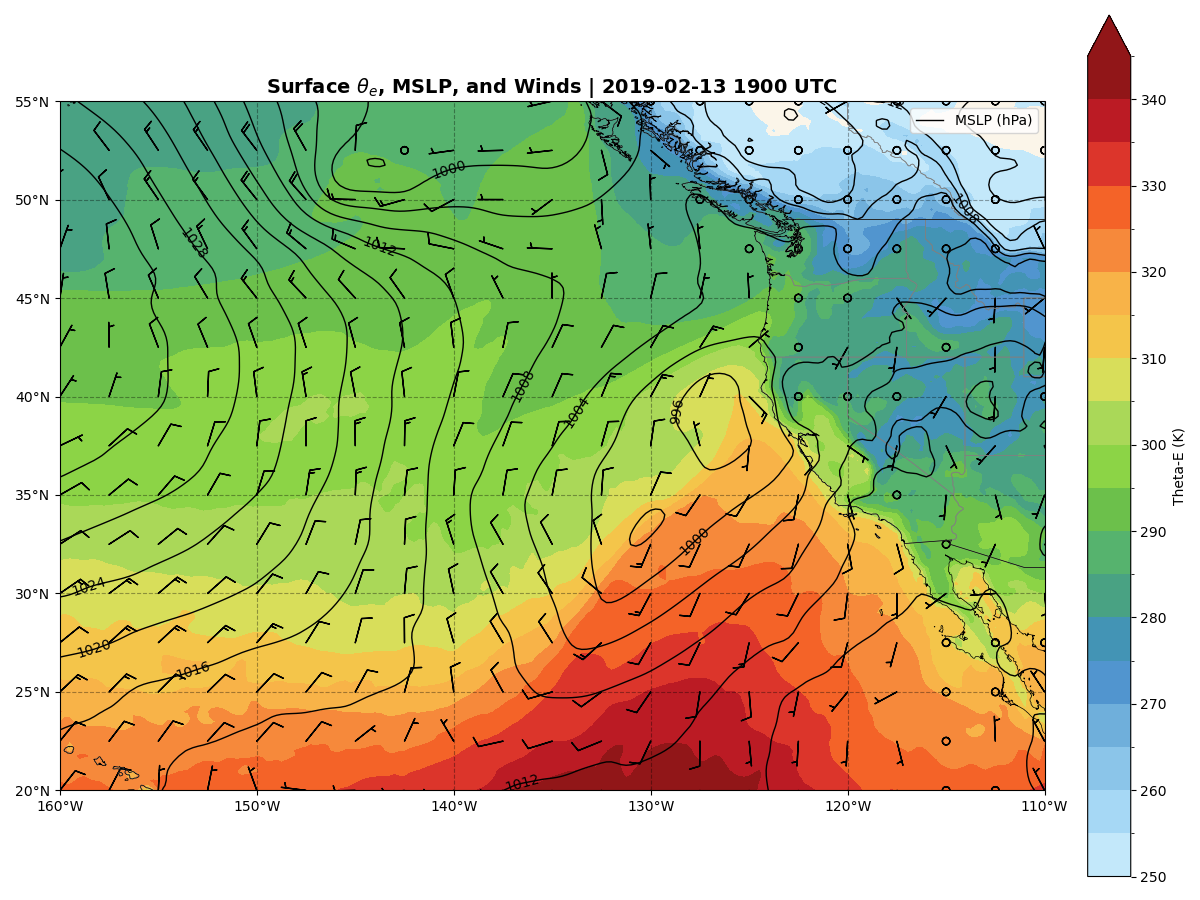 Surface θe, MSLP, and Winds | 2019-02-13 1900 UTC
55°N
50°N
45°N
40°N
35°N
30°N
25°N
20°N
160°W
150°W
140°W
130°W
120°W
110°W
MSLP (hPa)
1000
1028
1012
1008
1008
1004
996
1000
1024
1020
1016
1012
340
330
320
310
300
290
280
270
260
250
Theta-E (K)